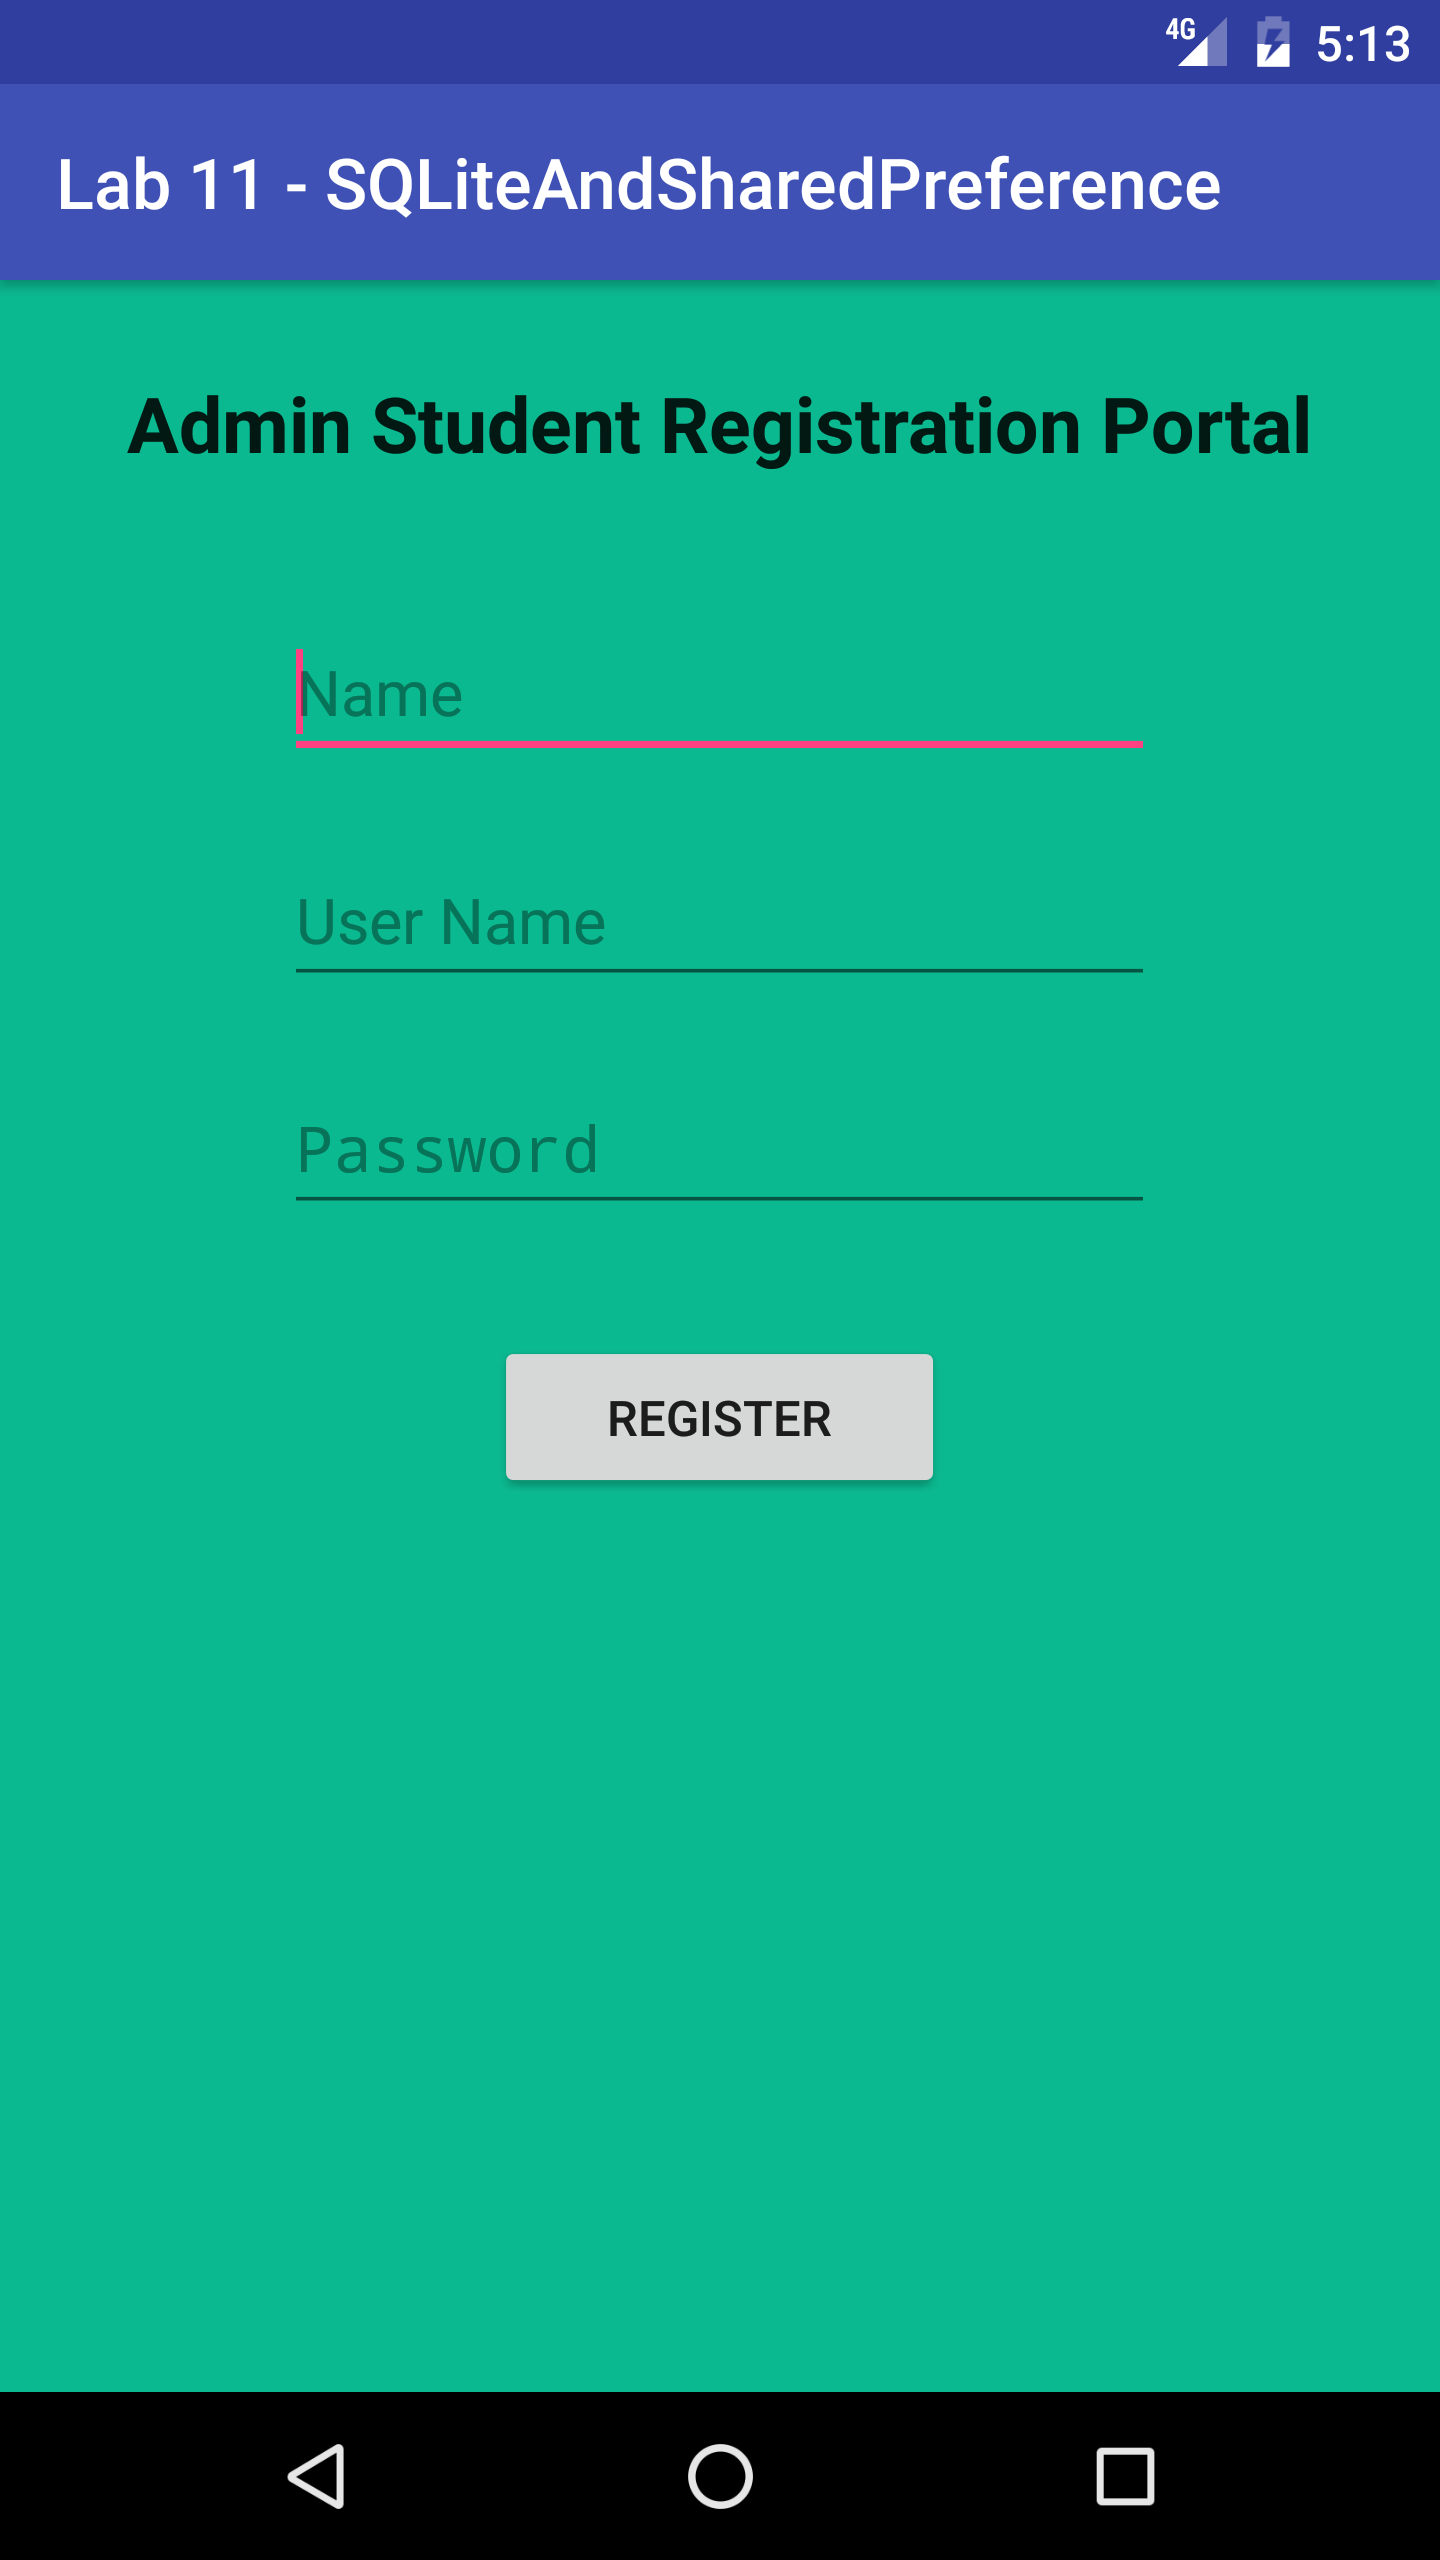 4G 5:13
Lab 11 - SQLiteAndSharedPreference
Admin Student Registration Portal
Name
User Name
Password
REGISTER